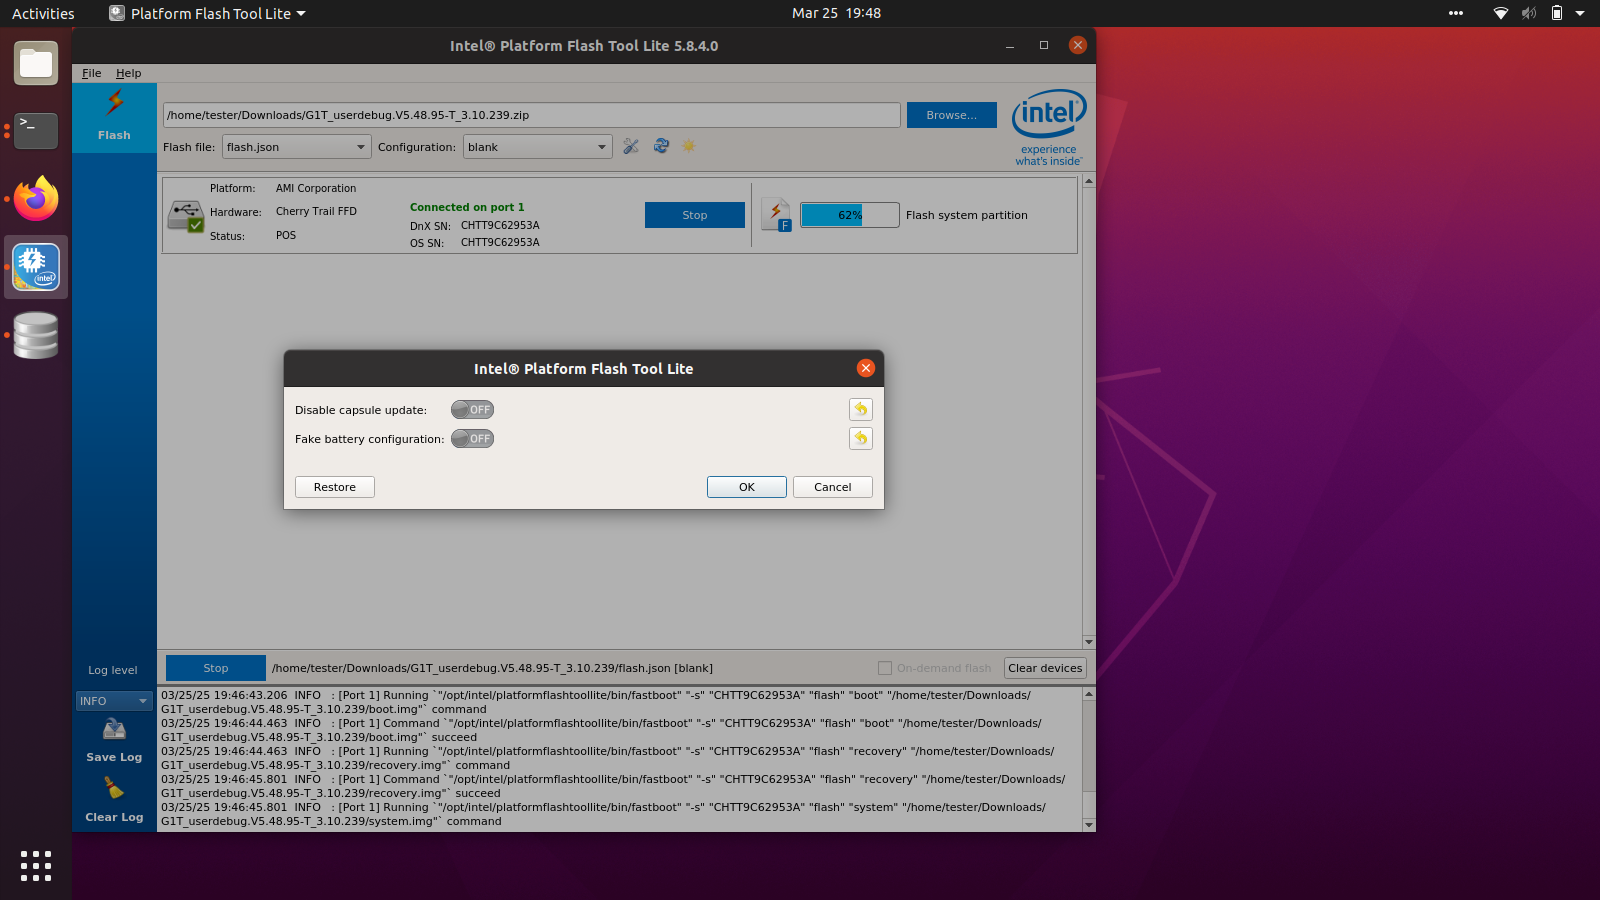 Activities
Platform Flash Tool Lite
Mar 25 19:48
Intel® Platform Flash Tool Lite 5.8.4.0
File Help
Flash
/home/tester/Downloads/G1T_userdebug.V5.48.95-T_3.10.239.zip
Browse...
Flash file: flash.json Configuration: blank
intel
experience
what's inside™
Platform: AMI Corporation
Hardware: Cherry Trail FFD
Status: POS
Connected on port 1
DnX SN: CHTT9C62953A
OS SN: CHTT9C62953A
Stop
F
62% Flash system partition
intel
Intel® Platform Flash Tool Lite
Disable capsule update: OFF
Fake battery configuration: OFF
Restore OK Cancel
Log level
Stop /home/tester/Downloads/G1T_userdebug.V5.48.95-T_3.10.239/flash.json [blank] On-demand flash Clear devices
INFO
Save Log
Clear Log
03/25/25 19:46:43.206 INFO : [Port 1] Running `"/opt/intel/platformflashtoollite/bin/fastboot" "-s" "CHTT9C62953A" "flash" "boot" "/home/tester/Downloads/
G1T_userdebug.V5.48.95-T_3.10.239/boot.img"` command
03/25/25 19:46:44.463 INFO : [Port 1] Command `"/opt/intel/platformflashtoollite/bin/fastboot" "-s" "CHTT9C62953A" "flash" "boot" "/home/tester/Downloads/
G1T_userdebug.V5.48.95-T_3.10.239/boot.img"` succeed
03/25/25 19:46:44.463 INFO : [Port 1] Running `"/opt/intel/platformflashtoollite/bin/fastboot" "-s" "CHTT9C62953A" "flash" "recovery" "/home/tester/Downloads/
G1T_userdebug.V5.48.95-T_3.10.239/recovery.img"` command
03/25/25 19:46:45.801 INFO : [Port 1] Command `"/opt/intel/platformflashtoollite/bin/fastboot" "-s" "CHTT9C62953A" "flash" "recovery" "/home/tester/Downloads/
G1T_userdebug.V5.48.95-T_3.10.239/recovery.img"` succeed
03/25/25 19:46:45.801 INFO : [Port 1] Running `"/opt/intel/platformflashtoollite/bin/fastboot" "-s" "CHTT9C62953A" "flash" "system" "/home/tester/Downloads/
G1T_userdebug.V5.48.95-T_3.10.239/system.img"` command